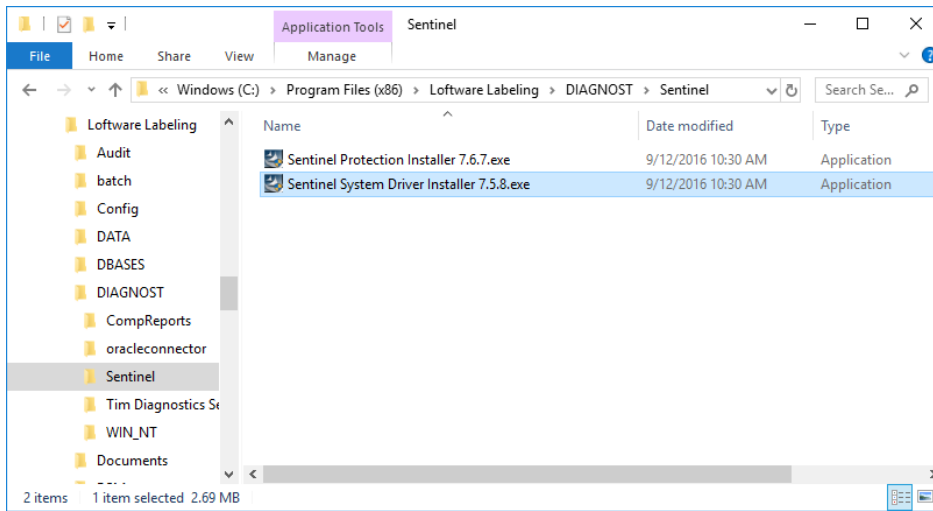 Application Tools Sentinel
File Home Share View Manage
« Windows (C:) > Program Files (x86) > Loftware Labeling > DIAGNOST > Sentinel Search Se...
Name Date modified Type
Loftware Labeling
Audit
batch
Config
DATA
DBASES
DIAGNOST
CompReports
oracleconnector
Sentinel
Tim Diagnostics Se
WIN_NT
Documents
Sentinel Protection Installer 7.6.7.exe 9/12/2016 10:30 AM Application
Sentinel System Driver Installer 7.5.8.exe 9/12/2016 10:30 AM Application
2 items 1 item selected 2.69 MB